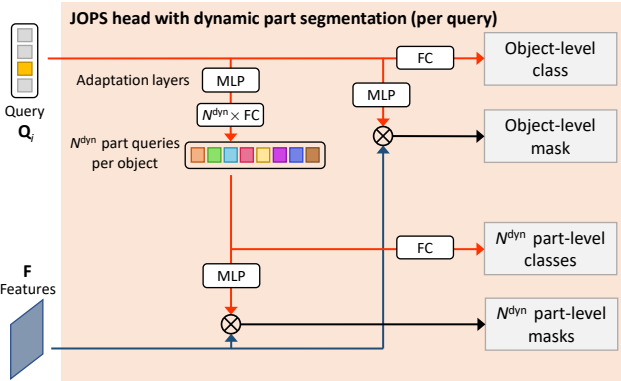 JOPS head with dynamic part segmentation (per query)
Query
Qᵢ
Adaptation layers
MLP
N^dyn × FC
N^dyn part queries
per object
FC
MLP
Object-level
class
Object-level
mask
FC
MLP
N^dyn part-level
classes
N^dyn part-level
masks
F
Features